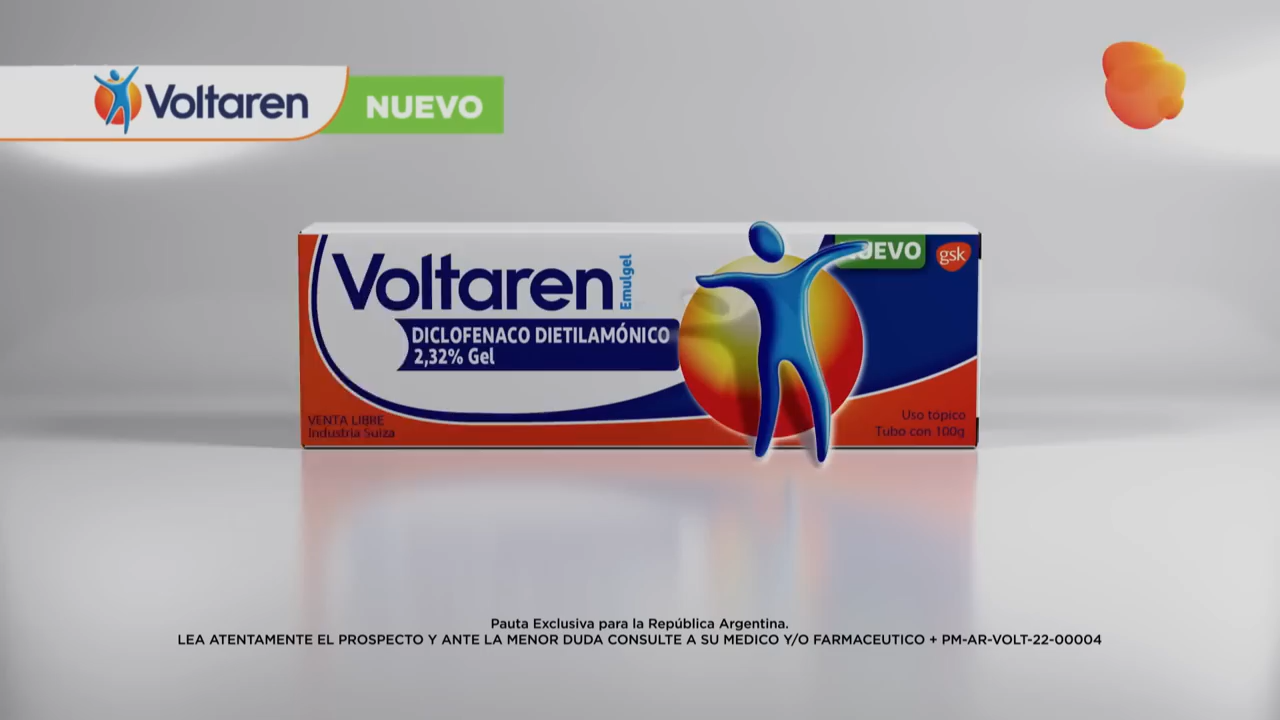 Voltaren
NUEVO
Voltaren Emulgel
NUEVO
gsk
DICLOFENACO DIETILAMÓNICO
2,32% Gel
VENTA LIBRE
Industria Suiza
Uso tópico
Tubo con 100g
Pauta Exclusiva para la República Argentina.
LEA ATENTAMENTE EL PROSPECTO Y ANTE LA MENOR DUDA CONSULTE A SU MEDICO Y/O FARMACEUTICO + PM-AR-VOLT-22-00004